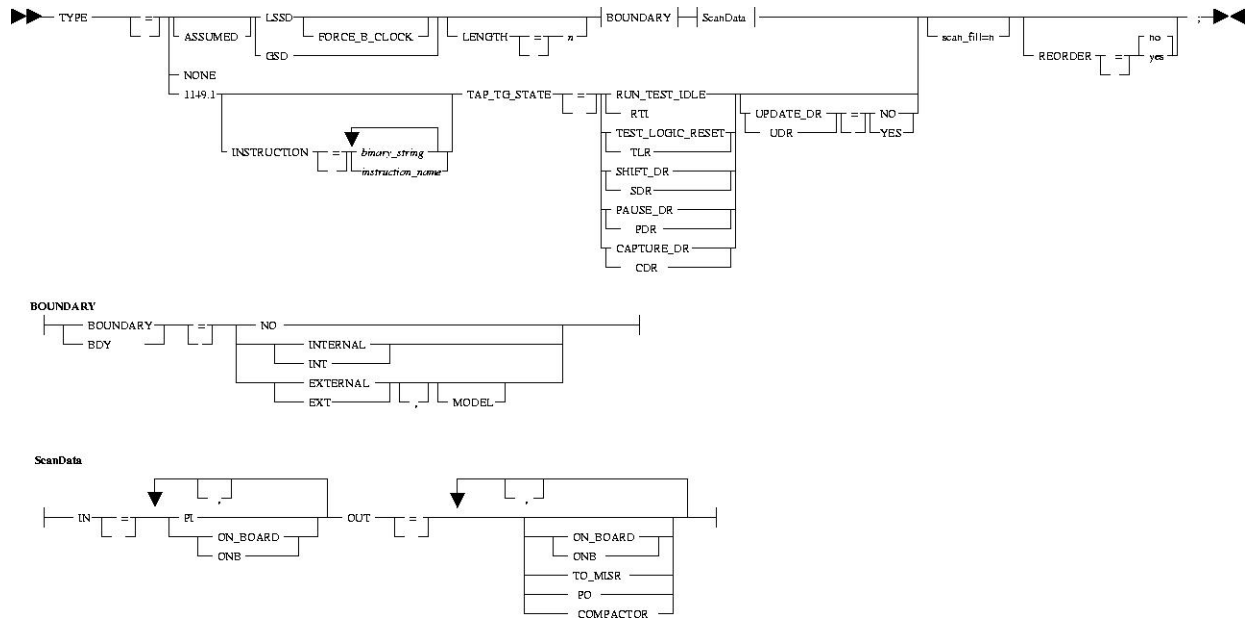 TYPE = LSSD BOUNDARY ScanData ;
ASSUMED FORCE_B_CLOCK LENGTH = n scan_fill=h no
GSD REORDER = yes
NONE
1149.1 TAP_TG_STATE = RUN_TEST_IDLE
RTI UPDATE_DR = NO
TEST_LOGIC_RESET UDR YES
INSTRUCTION = binary_string TLR
instruction_name SHIFT_DR
SDR
PAUSE_DR
PDR
CAPTURE_DR
CDR
BOUNDARY
BOUNDARY = NO
BDY
INTERNAL
INT
EXTERNAL
EXT , MODEL
ScanData
, ,
IN = PI OUT =
ON_BOARD ON_BOARD
ONB ONB
TO_MISR
PO
COMPACTOR